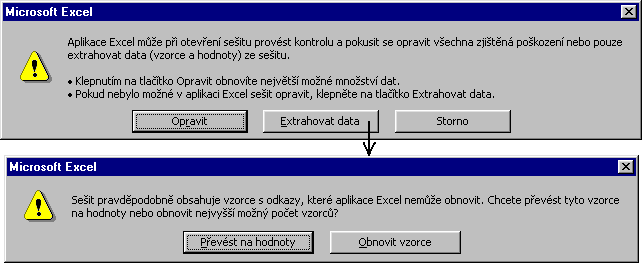 Microsoft Excel
Aplikace Excel může při otevření sešitu provést kontrolu a pokusit se opravit všechna zjištěná poškození nebo pouze
extrahovat data (vzorce a hodnoty) ze sešitu.
• Klepnutím na tlačítko Opravit obnovíte největší možné množství dat.
• Pokud nebylo možné v aplikaci Excel sešit opravit, klepněte na tlačítko Extrahovat data.
Opravit Extrahovat data Storno
Microsoft Excel
Sešit pravděpodobně obsahuje vzorce s odkazy, které aplikace Excel nemůže obnovit. Chcete převést tyto vzorce
na hodnoty nebo obnovit nejvyšší možný počet vzorců?
Převést na hodnoty Obnovit vzorce